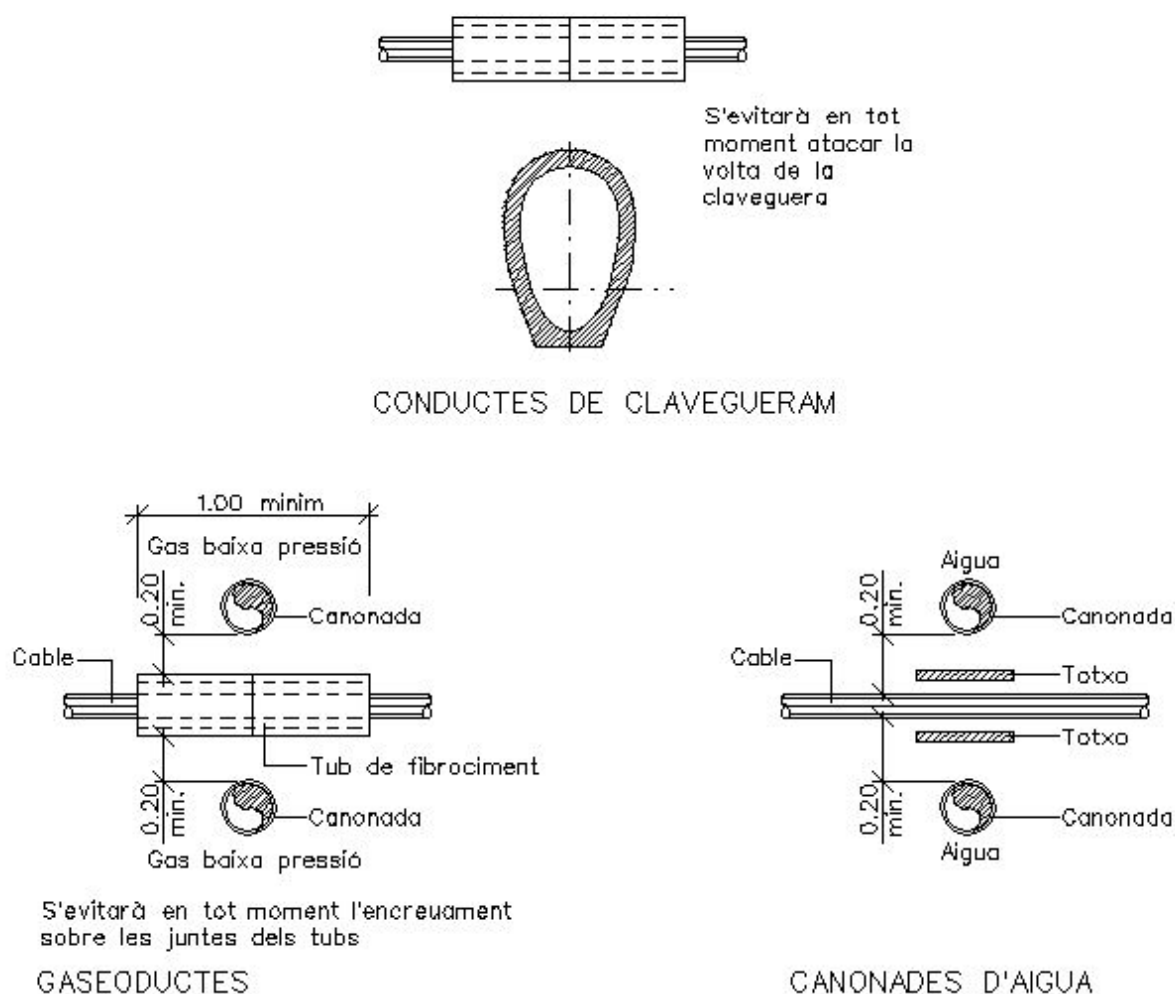 S'evitarà en tot
moment atacar la
volta de la
claveguera
CONDUCTES DE CLAVEGUERAM
1.00 minim
Gas baixa pressió
0.20
min.
Canonada
Cable
Tub de fibrociment
0.20
min.
Canonada
Gas baixa pressió
S'evitarà en tot moment l'encreuament
sobre les juntes dels tubs
GASEODUCTES
Aigua
0.20
min.
Canonada
Cable
Totxo
Totxo
0.20
min.
Canonada
Aigua
CANONADES D'AIGUA